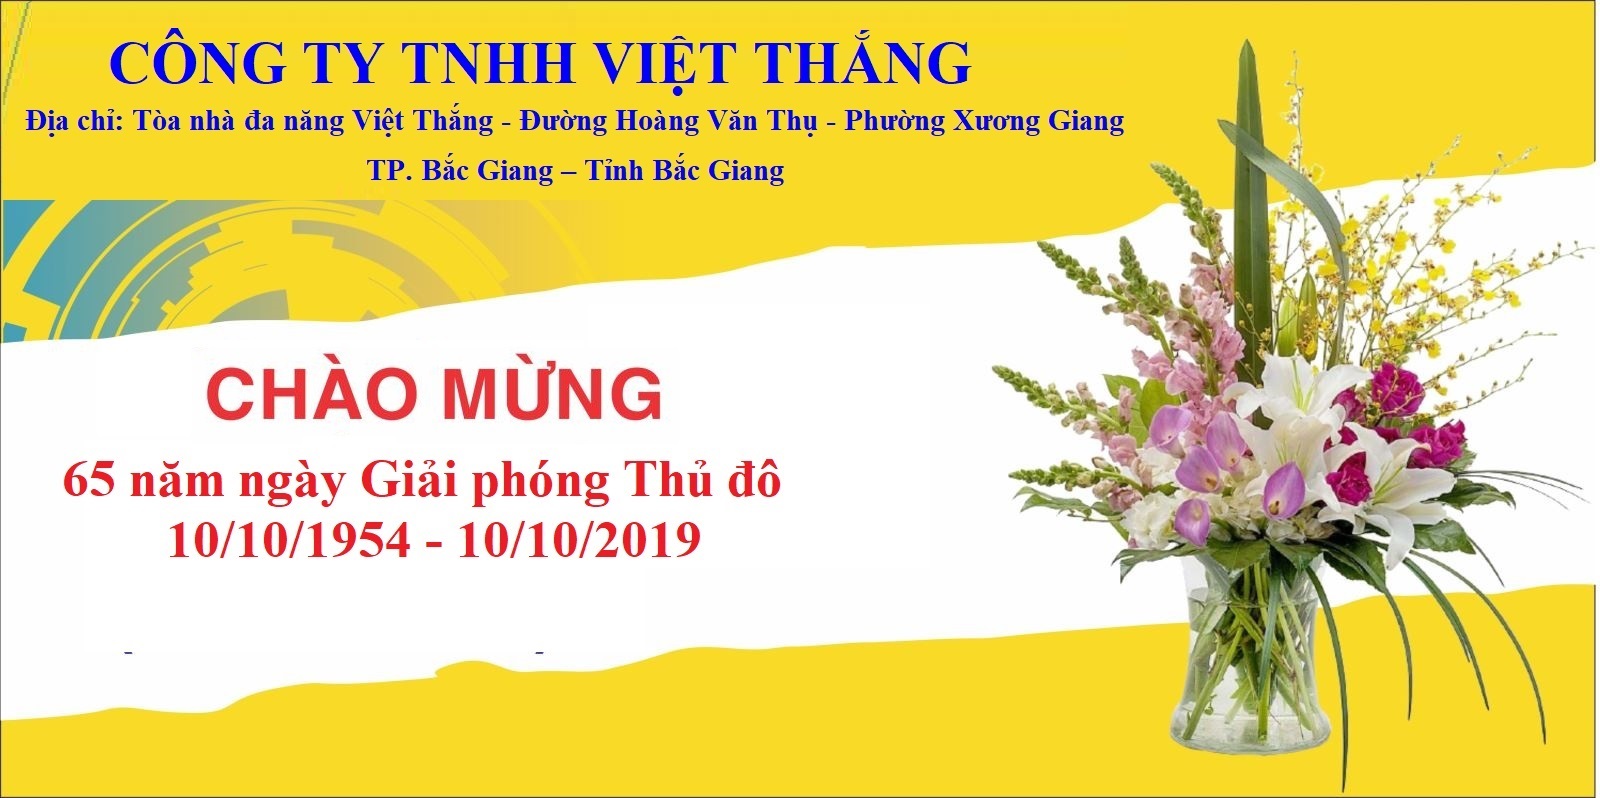 CÔNG TY TNHH VIỆT THẮNG
Địa chỉ: Tòa nhà đa năng Việt Thắng - Đường Hoàng Văn Thụ - Phường Xương Giang
TP. Bắc Giang – Tỉnh Bắc Giang
CHÀO MỪNG
65 năm ngày Giải phóng Thủ đô
10/10/1954 - 10/10/2019